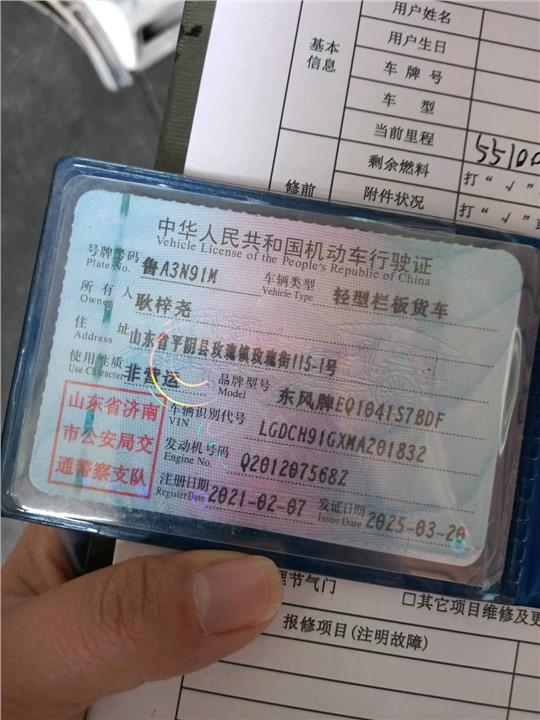 用户姓名
基本
信息
用户生日
车牌号
车型
当前里程
剩余燃料
打“√”
修前
附件状况
打“√”
中华人民共和国机动车行驶证
Vehicle License of the People's Republic of China
号牌号码 鲁A3N91M 车辆类型 轻型栏板货车
Plate No. Vehicle Type
所有人 耿梓尧
Owner
住址 山东省平阴县玫瑰镇玫瑰街115-1号
Address
使用性质 非营运 品牌型号 东风牌EQ1041S7BDF
Use Character Model
山东省济南
市公安局交
通警察支队
车辆识别代号 LGDCH91GXMA201832
VIN
发动机号码 Q201207568Z
Engine No.
注册日期 2021-02-07 发证日期 2025-03-20
Register Date Issue Date
理节气门
□其它项目维修及更
报修项目(注明故障)